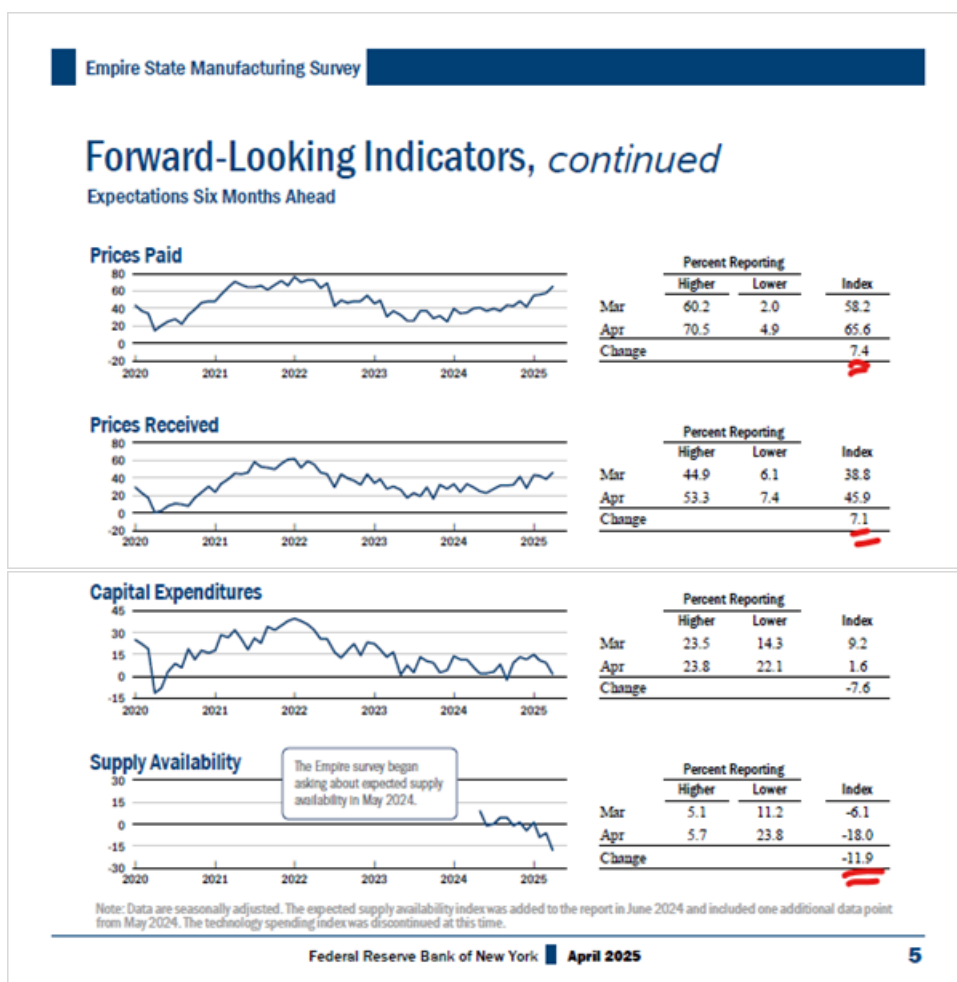 Empire State Manufacturing Survey
Forward-Looking Indicators, continued
Expectations Six Months Ahead
Prices Paid
80
60
40
20
0
-20
2020 2021 2022 2023 2024 2025
Percent Reporting
Higher Lower Index
Mar 60.2 2.0 58.2
Apr 70.5 4.9 65.6
Change 7.4
Prices Received
80
60
40
20
0
-20
2020 2021 2022 2023 2024 2025
Percent Reporting
Higher Lower Index
Mar 44.9 6.1 38.8
Apr 53.3 7.4 45.9
Change 7.1
Capital Expenditures
45
30
15
0
-15
2020 2021 2022 2023 2024 2025
Percent Reporting
Higher Lower Index
Mar 23.5 14.3 9.2
Apr 23.8 22.1 1.6
Change -7.6
Supply Availability
The Empire survey began
asking about expected supply
availability in May 2024.
30
15
0
-15
-30
2020 2021 2022 2023 2024 2025
Percent Reporting
Higher Lower Index
Mar 5.1 11.2 -6.1
Apr 5.7 23.8 -18.0
Change -11.9
Note: Data are seasonally adjusted. The expected supply availability index was added to the report in June 2024 and included one additional data point
from May 2024. The technology spending index was discontinued at this time.
Federal Reserve Bank of New York April 2025 5